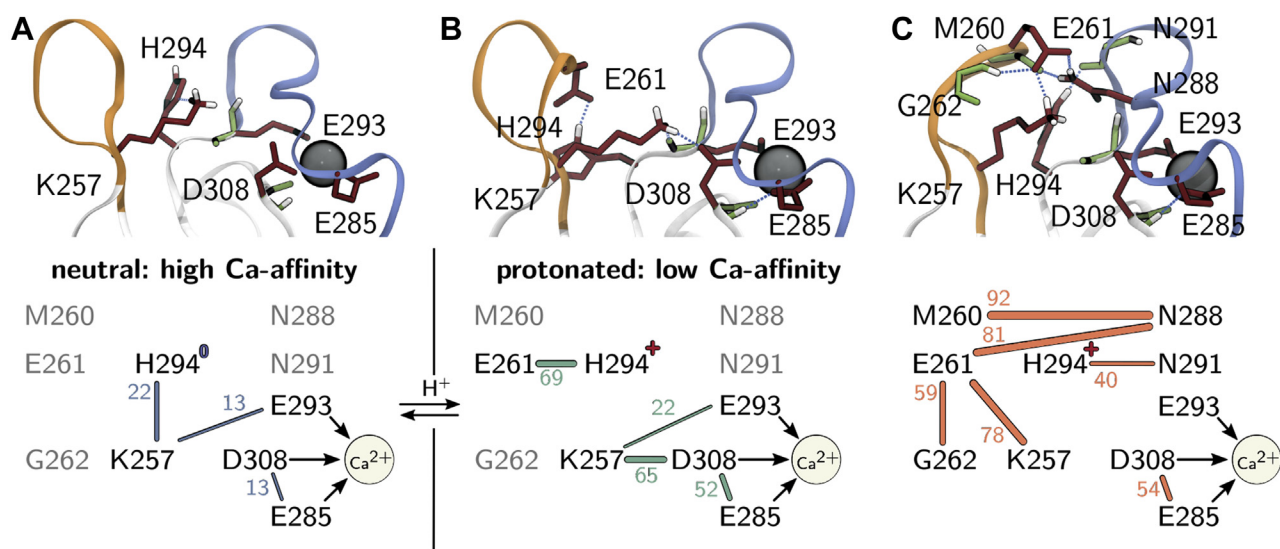 A
H294
K257
D308
E293
E285
B
E261
H294
K257
D308
E293
E285
C
M260
E261
N291
N288
G262
E293
K257
H294
D308
E285
neutral: high Ca-affinity
M260
N288
E261
H294⁰
N291
22
13
E293
G262
K257
D308
Ca²⁺
13
E285
H⁺
protonated: low Ca-affinity
M260
N288
E261
H294⁺
N291
69
22
E293
G262
K257
D308
Ca²⁺
65
52
E285
92
M260
N288
81
E261
H294⁺
N291
40
59
78
E293
G262
K257
D308
Ca²⁺
54
E285